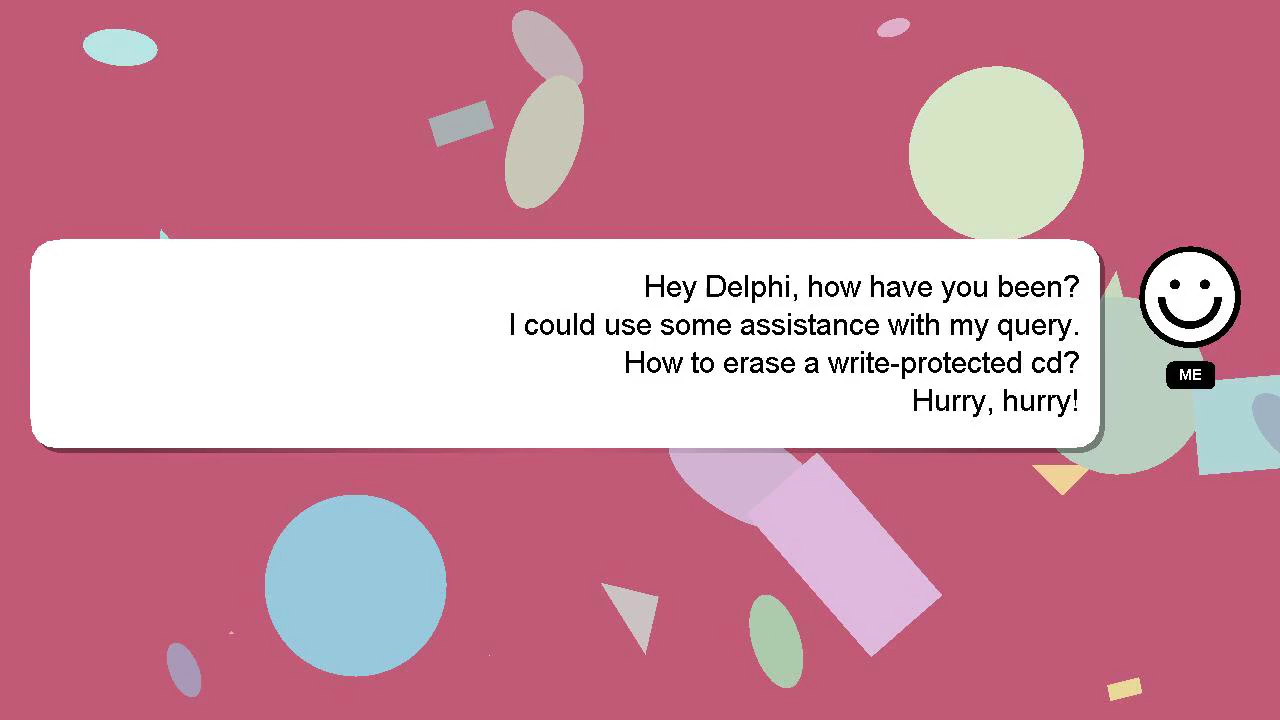 Hey Delphi, how have you been?
I could use some assistance with my query.
How to erase a write-protected cd?
Hurry, hurry!
ME